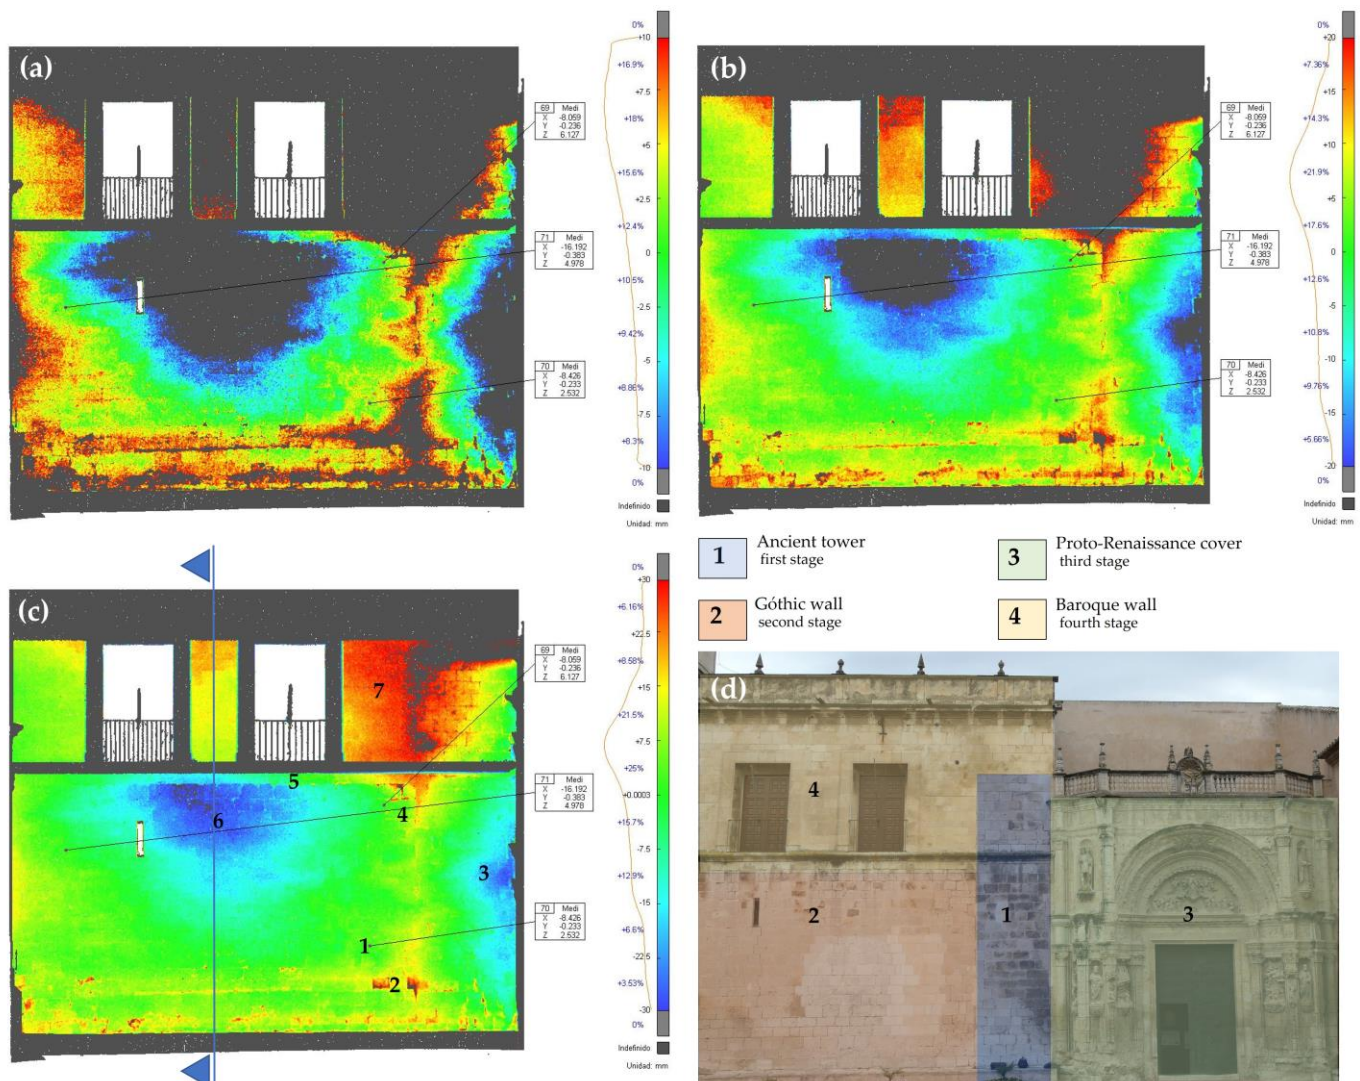 (a)
0%
+10
+16.9%
+7.5
+18%
+5
+15.6%
+2.5
+12.4%
0
+10.5%
-2.5
+9.42%
-5
+8.86%
-7.5
+8.3%
-10
0%
Indefinido
Unidad: mm
69 Medi
X -8.059
Y -0.236
Z 6.127
71 Medi
X -16.192
Y -0.383
Z 4.978
70 Medi
X -8.426
Y -0.233
Z 2.532
(b)
0%
+20
+7.36%
+15
+14.3%
+10
+21.9%
+5
+17.6%
0
+12.6%
-5
+10.8%
-10
+9.76%
-15
+5.66%
-20
0%
Indefinido
Unidad: mm
69 Medi
X -8.059
Y -0.236
Z 6.127
71 Medi
X -16.192
Y -0.383
Z 4.978
70 Medi
X -8.426
Y -0.233
Z 2.532
(c)
0%
+30
+6.16%
+22.5
+8.58%
+15
+21.5%
+7.5
+25%
+0.0003
+15.7%
-7.5
+12.9%
-15
+6.6%
-22.5
+3.53%
-30
0%
Indefinido
Unidad: mm
69 Medi
X -8.059
Y -0.236
Z 6.127
71 Medi
X -16.192
Y -0.383
Z 4.978
70 Medi
X -8.426
Y -0.233
Z 2.532
7
5
4
6
3
1
2
1 Ancient tower
first stage
3 Proto-Renaissance cover
third stage
2 Góthic wall
second stage
4 Baroque wall
fourth stage
(d)
4
2
1
3